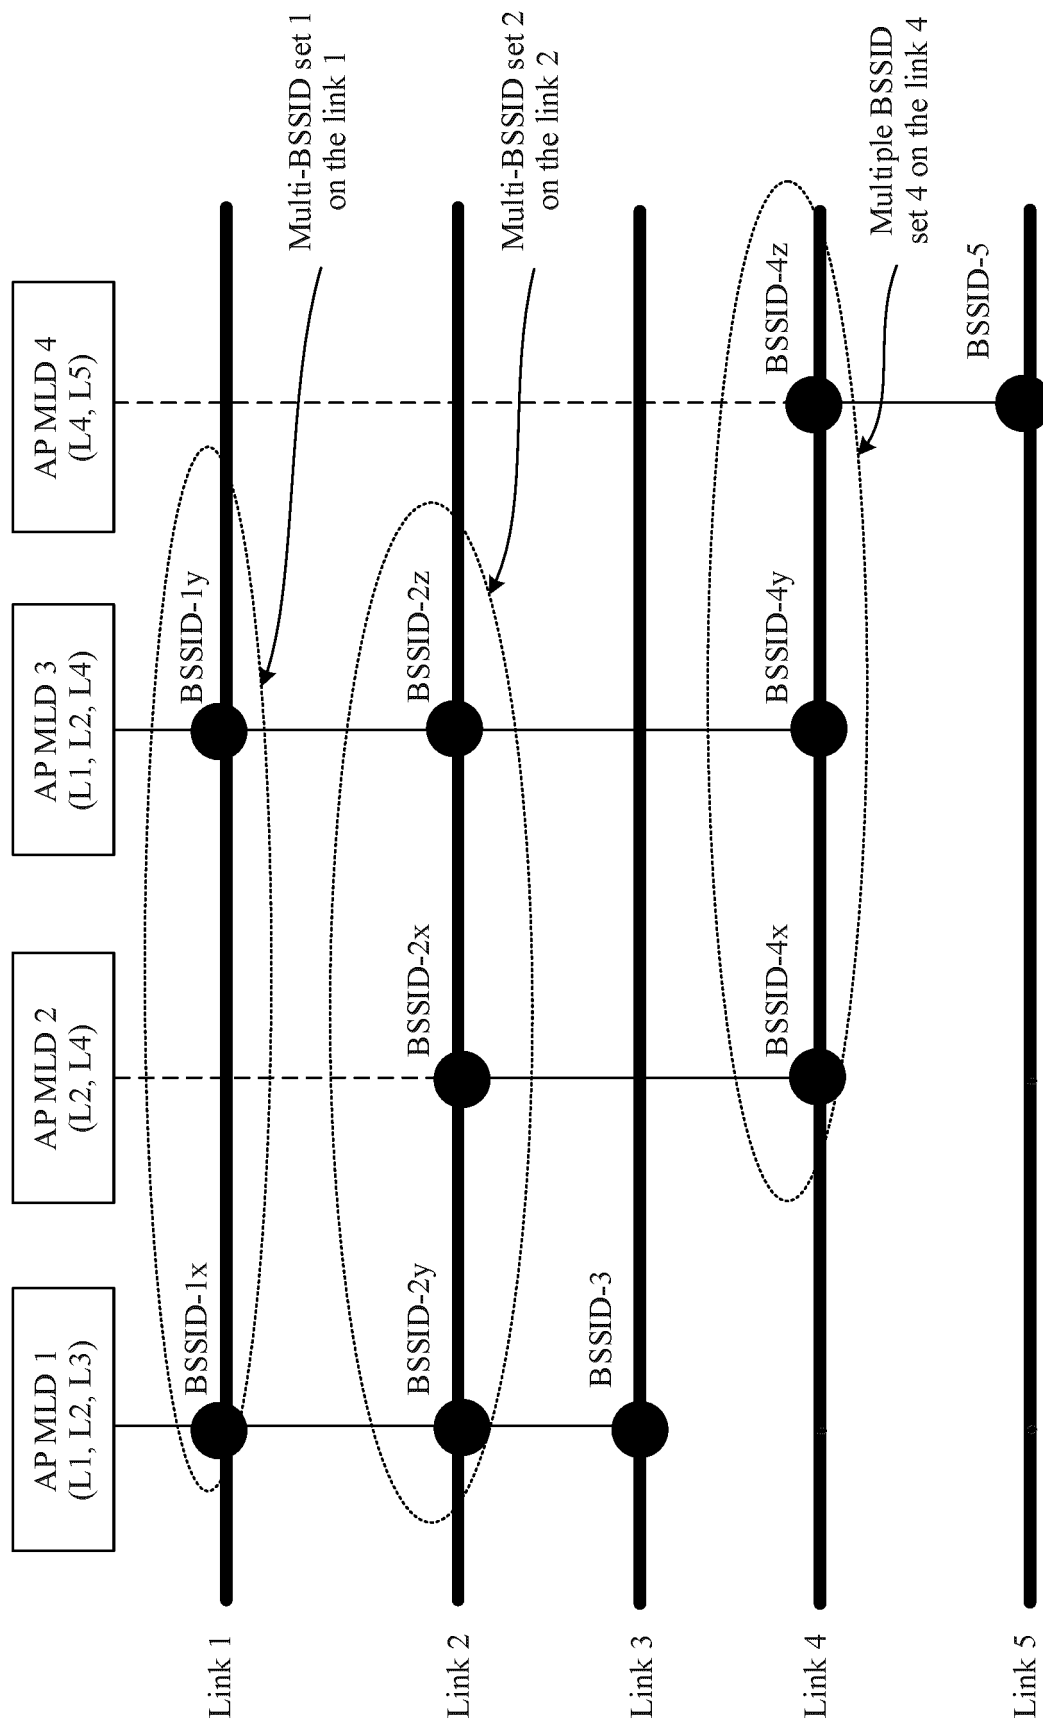 AP MLD 1
(L1, L2, L3)
AP MLD 2
(L2, L4)
AP MLD 3
(L1, L2, L4)
AP MLD 4
(L4, L5)
Link 1
BSSID-1x
BSSID-1y
Multi-BSSID set 1
on the link 1
Link 2
BSSID-2y
BSSID-2x
BSSID-2z
Multi-BSSID set 2
on the link 2
Link 3
BSSID-3
Link 4
BSSID-4x
BSSID-4y
BSSID-4z
Multiple BSSID
set 4 on the link 4
Link 5
BSSID-5